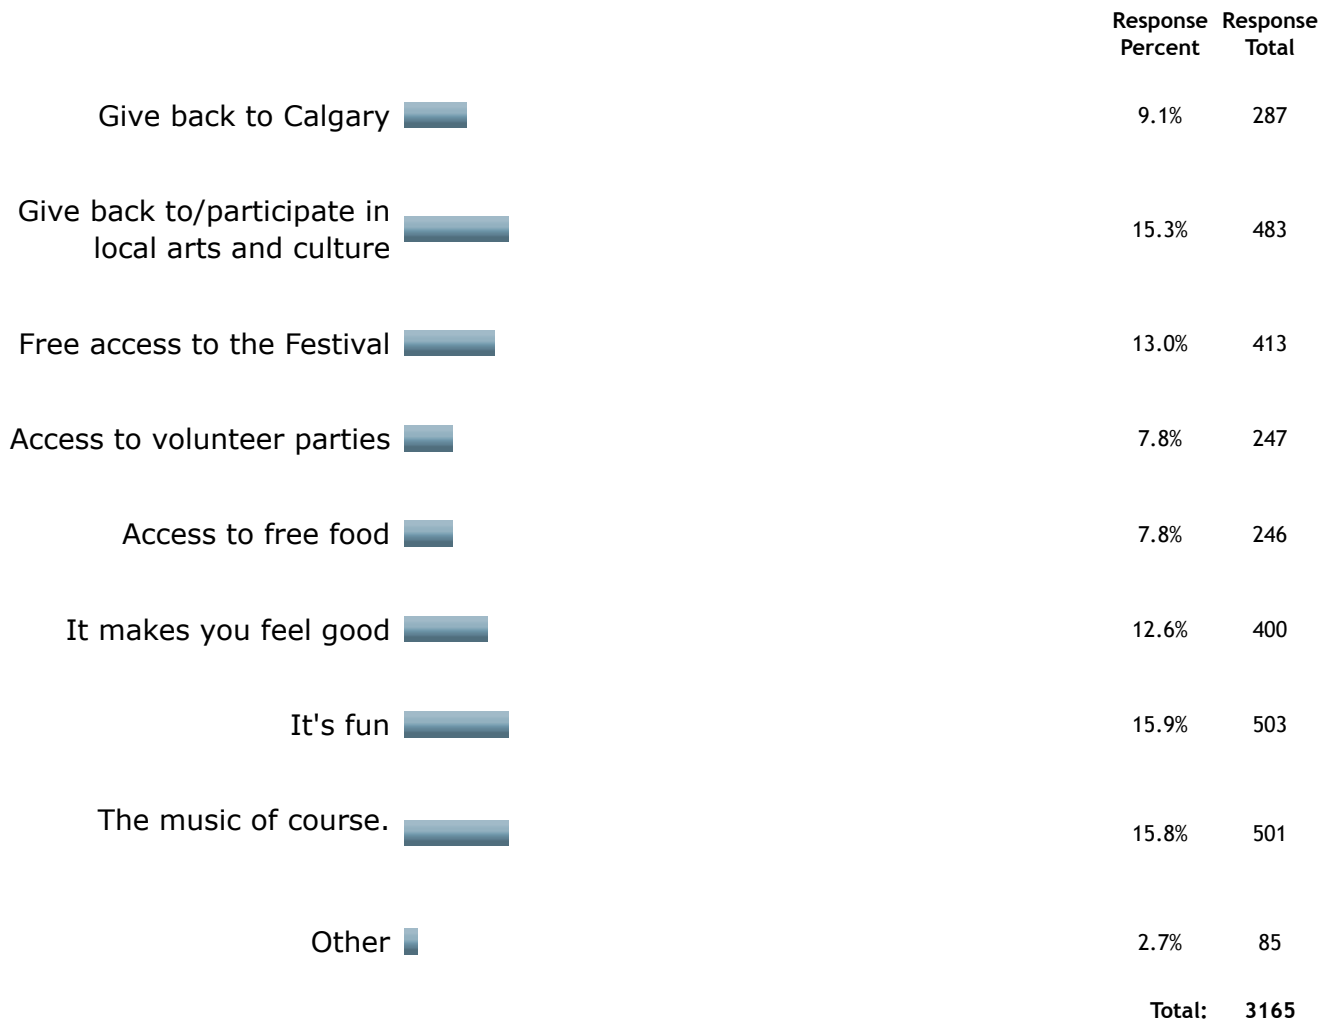 Response Response
Percent Total
Give back to Calgary 9.1% 287
Give back to/participate in
local arts and culture 15.3% 483
Free access to the Festival 13.0% 413
Access to volunteer parties 7.8% 247
Access to free food 7.8% 246
It makes you feel good 12.6% 400
It's fun 15.9% 503
The music of course. 15.8% 501
Other 2.7% 85
Total: 3165